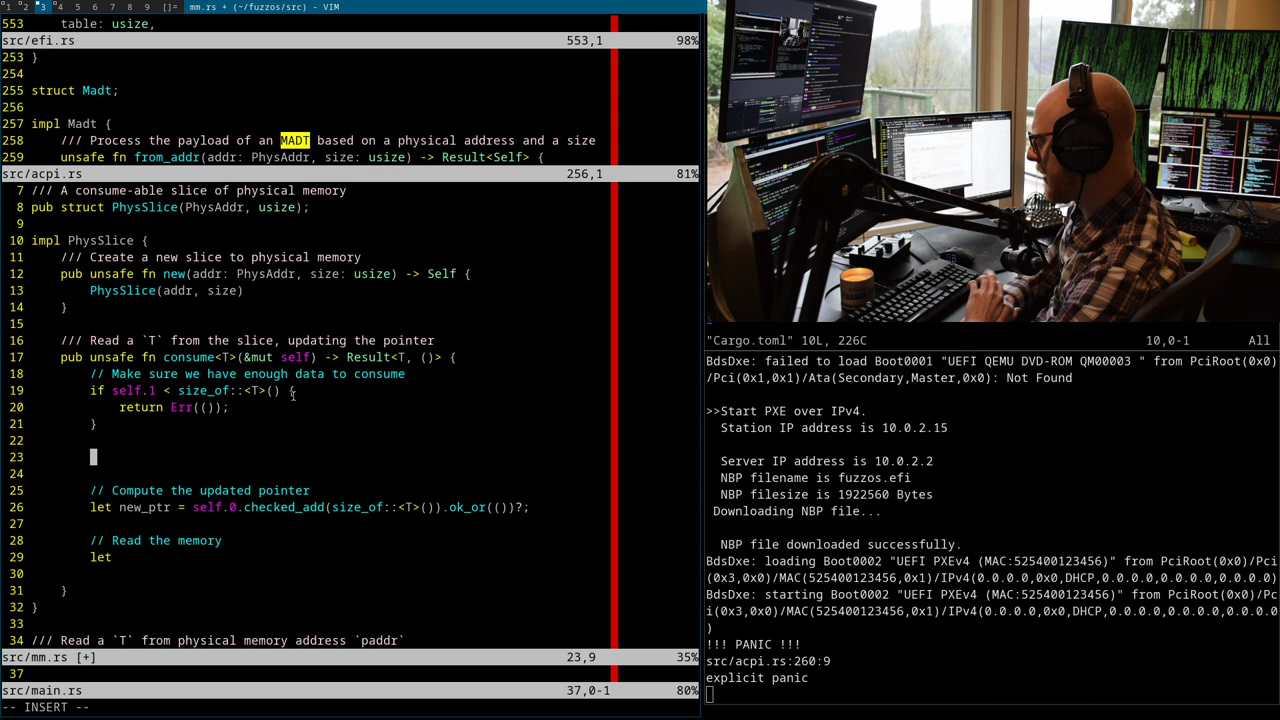 1 2 3 4 5 6 7 8 9 []= mm.rs + (~/fuzzos/src) - VIM
553     table: usize,
src/efi.rs 553,1 98%
253 }
254
255 struct Madt;
256
257 impl Madt {
258     /// Process the payload of an MADT based on a physical address and a size
259     unsafe fn from_addr(addr: PhysAddr, size: usize) -> Result<Self> {
src/acpi.rs 256,1 81%
7 /// A consume-able slice of physical memory
8 pub struct PhysSlice(PhysAddr, usize);
9
10 impl PhysSlice {
11     /// Create a new slice to physical memory
12     pub unsafe fn new(addr: PhysAddr, size: usize) -> Self {
13         PhysSlice(addr, size)
14     }
15
16     /// Read a `T` from the slice, updating the pointer
17     pub unsafe fn consume<T>(&mut self) -> Result<T, ()> {
18         // Make sure we have enough data to consume
19         if self.1 < size_of::<T>() {
20             return Err(());
21         }
22
23
24
25         // Compute the updated pointer
26         let new_ptr = self.0.checked_add(size_of::<T>()).ok_or(())?;
27
28         // Read the memory
29         let
30
31     }
32 }
33
34 /// Read a `T` from physical memory address `paddr`
src/mm.rs [+] 23,9 35%
37
src/main.rs 37,0-1 80%
-- INSERT --
"Cargo.toml" 10L, 226C 10,0-1 All
BdsDxe: failed to load Boot0001 "UEFI QEMU DVD-ROM QM00003 " from PciRoot(0x0)
/Pci(0x1,0x1)/Ata(Secondary,Master,0x0): Not Found
>>Start PXE over IPv4.
  Station IP address is 10.0.2.15
  Server IP address is 10.0.2.2
  NBP filename is fuzzos.efi
  NBP filesize is 1922560 Bytes
 Downloading NBP file...
  NBP file downloaded successfully.
BdsDxe: loading Boot0002 "UEFI PXEv4 (MAC:525400123456)" from PciRoot(0x0)/Pci
(0x3,0x0)/MAC(525400123456,0x1)/IPv4(0.0.0.0,0x0,DHCP,0.0.0.0,0.0.0.0,0.0.0.0)
BdsDxe: starting Boot0002 "UEFI PXEv4 (MAC:525400123456)" from PciRoot(0x0)/Pc
i(0x3,0x0)/MAC(525400123456,0x1)/IPv4(0.0.0.0,0x0,DHCP,0.0.0.0,0.0.0.0,0.0.0.0
)
!!! PANIC !!!
src/acpi.rs:260:9
explicit panic